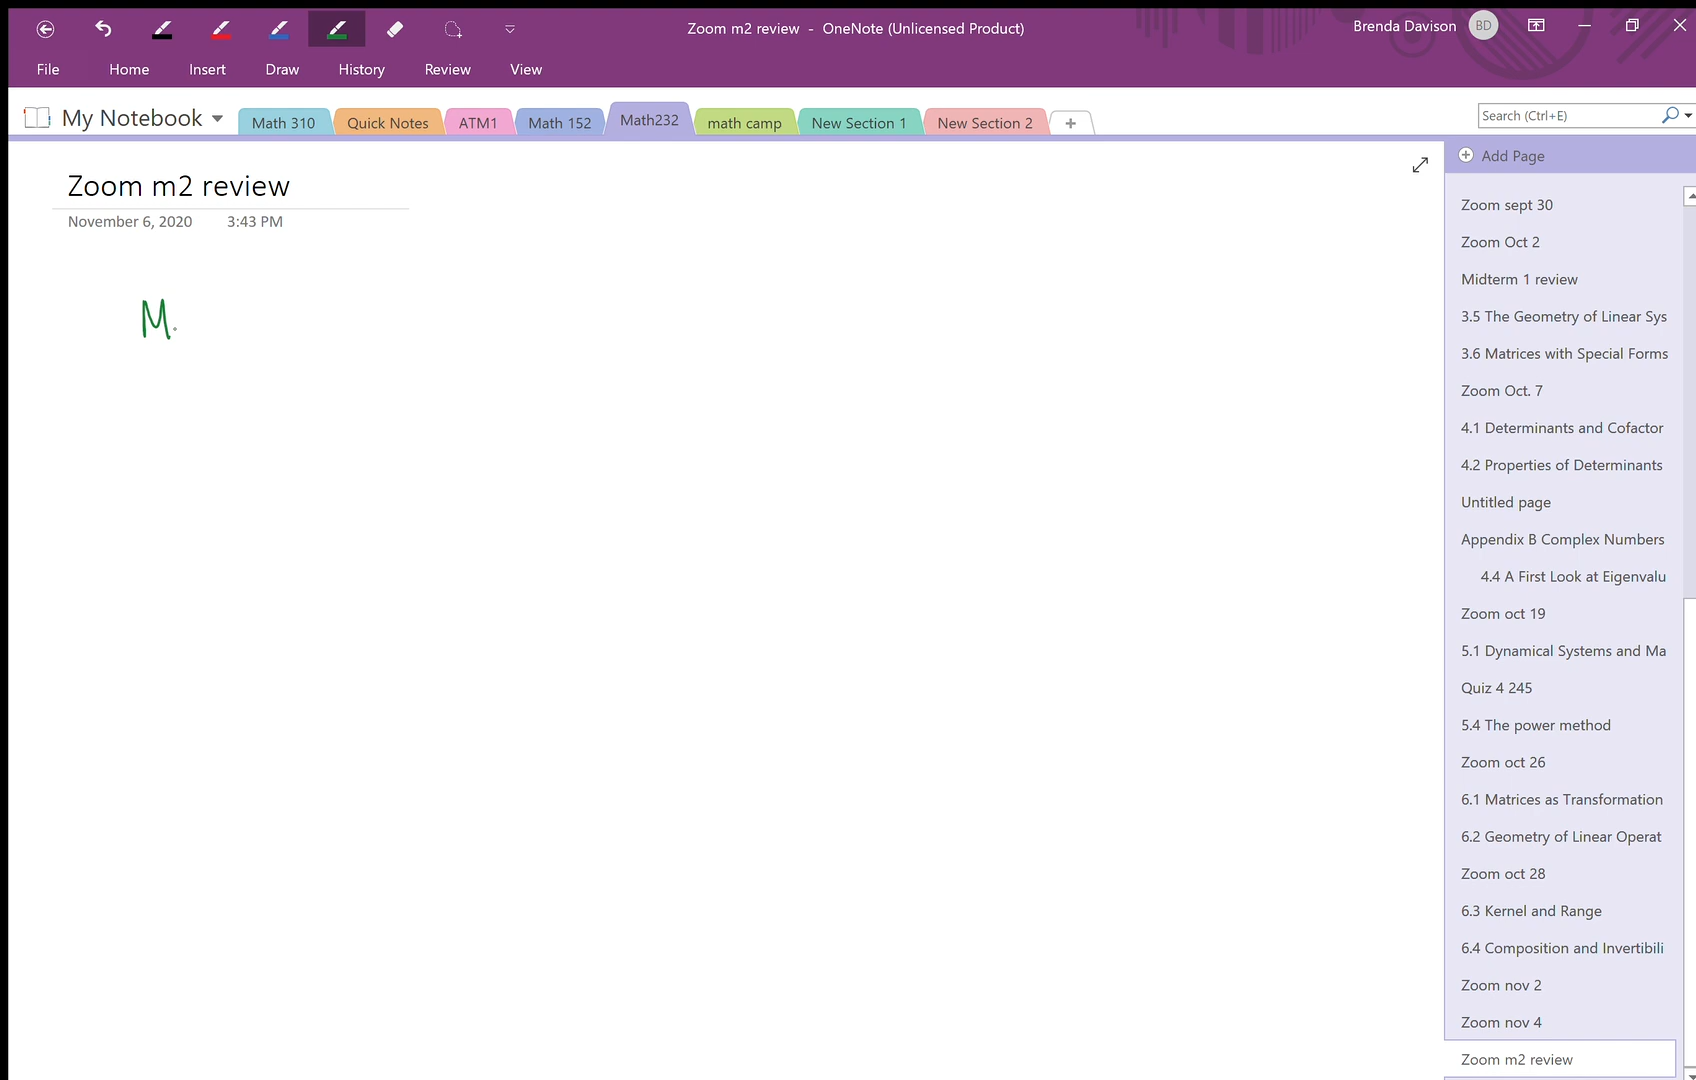 Zoom m2 review - OneNote (Unlicensed Product)
Brenda Davison BD
File Home Insert Draw History Review View
My Notebook Math 310 Quick Notes ATM1 Math 152 Math232 math camp New Section 1 New Section 2
Search (Ctrl+E)
Add Page
Zoom m2 review
November 6, 2020 3:43 PM
M.
Zoom sept 30
Zoom Oct 2
Midterm 1 review
3.5 The Geometry of Linear Sys
3.6 Matrices with Special Forms
Zoom Oct. 7
4.1 Determinants and Cofactor
4.2 Properties of Determinants
Untitled page
Appendix B Complex Numbers
4.4 A First Look at Eigenvalu
Zoom oct 19
5.1 Dynamical Systems and Ma
Quiz 4 245
5.4 The power method
Zoom oct 26
6.1 Matrices as Transformation
6.2 Geometry of Linear Operat
Zoom oct 28
6.3 Kernel and Range
6.4 Composition and Invertibili
Zoom nov 2
Zoom nov 4
Zoom m2 review